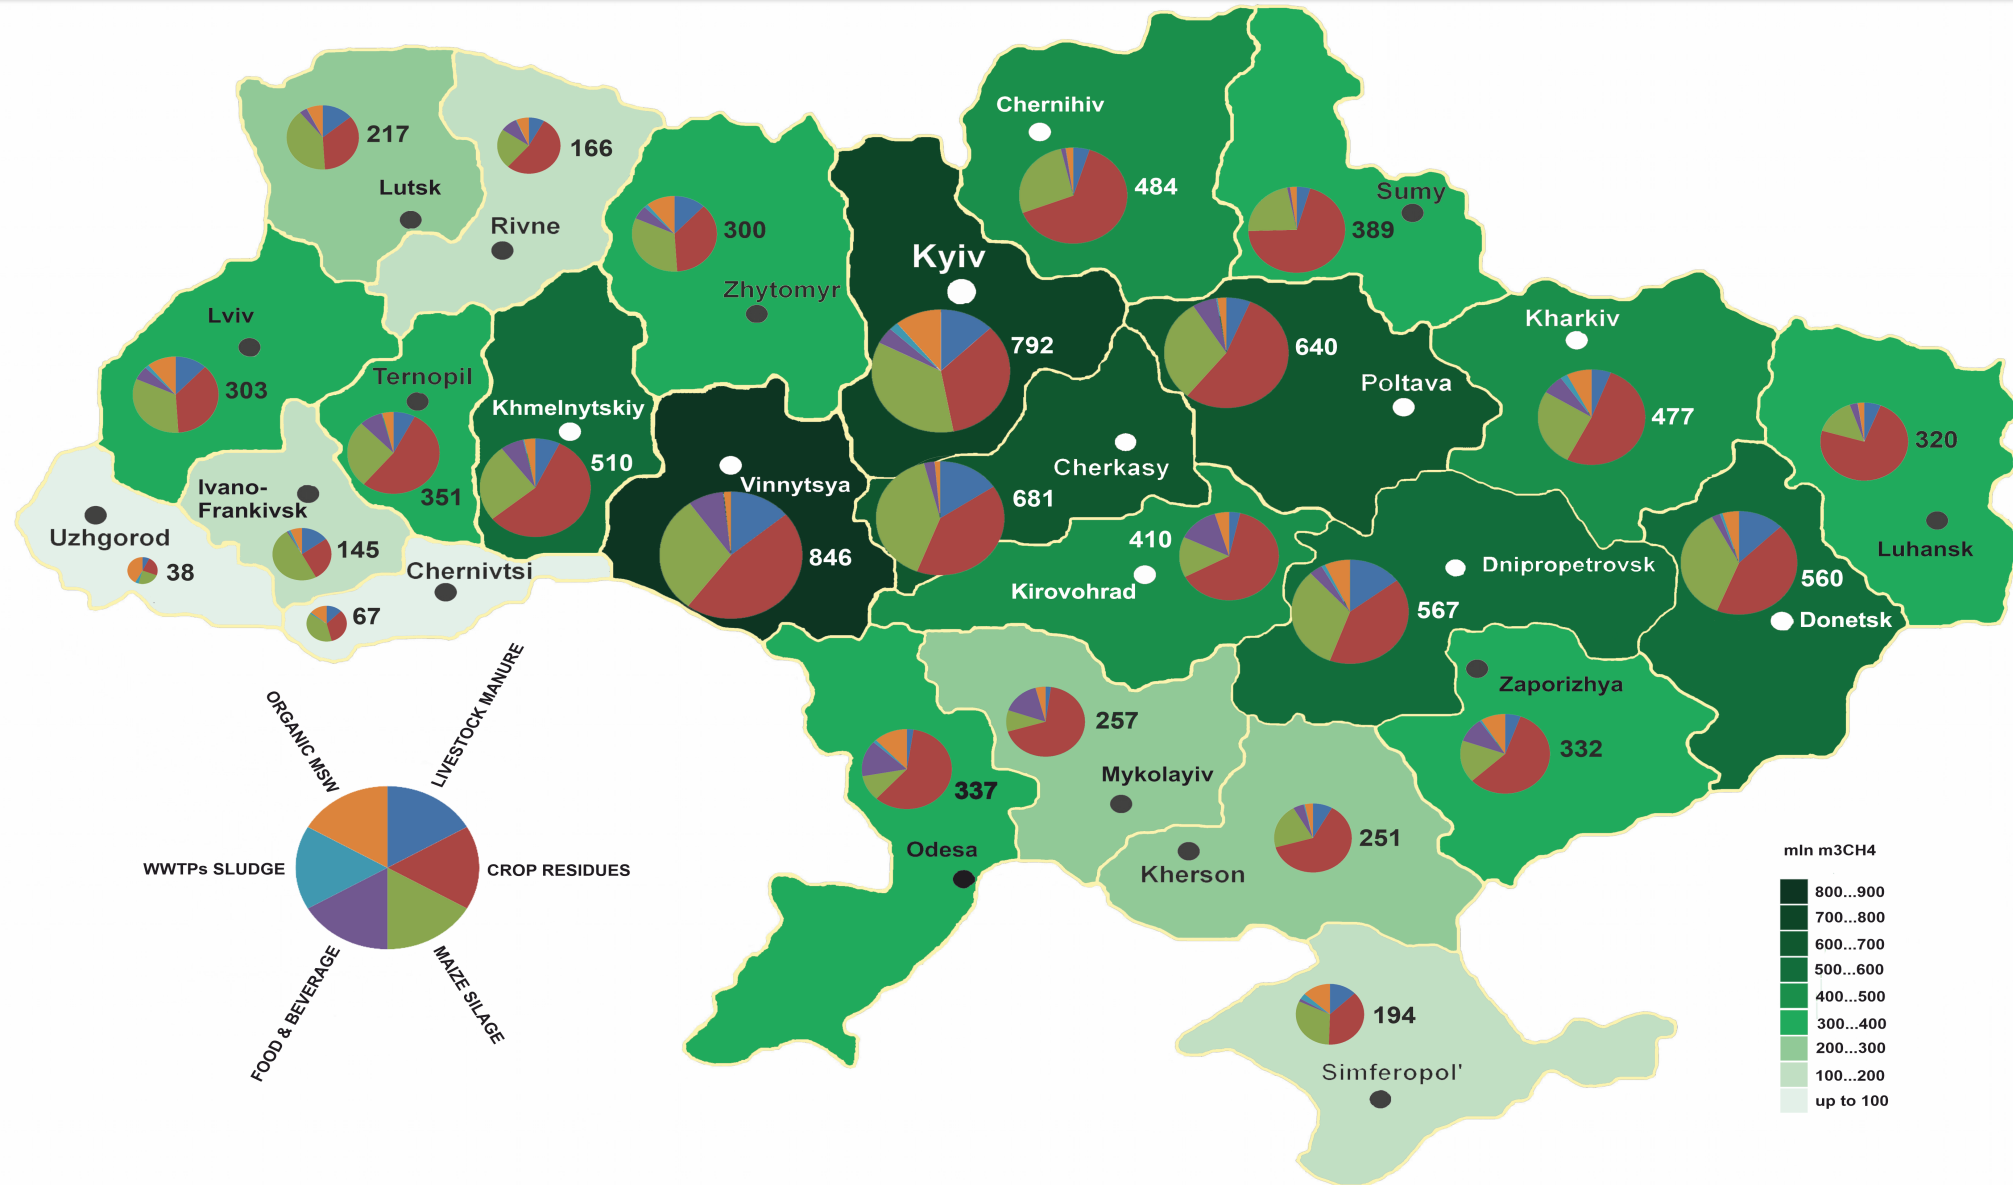 Chernihiv
484
217
166
Lutsk
Rivne
Sumy
389
300
Zhytomyr
Kyiv
792
Lviv
303
Ternopil
351
Khmelnytskiy
510
640
Poltava
Kharkiv
477
320
Luhansk
Vinnytsya
846
Cherkasy
681
Ivano-
Frankivsk
145
Uzhgorod
38
Chernivtsi
67
410
Kirovohrad
Dnipropetrovsk
567
560
Donetsk
Zaporizhya
332
257
Mykolayiv
337
Odesa
251
Kherson
194
Simferopol'
ORGANIC MSW
LIVESTOCK MANURE
WWTPs SLUDGE
CROP RESIDUES
FOOD & BEVERAGE
MAIZE SILAGE
mln m3CH4
800...900
700...800
600...700
500...600
400...500
300...400
200...300
100...200
up to 100